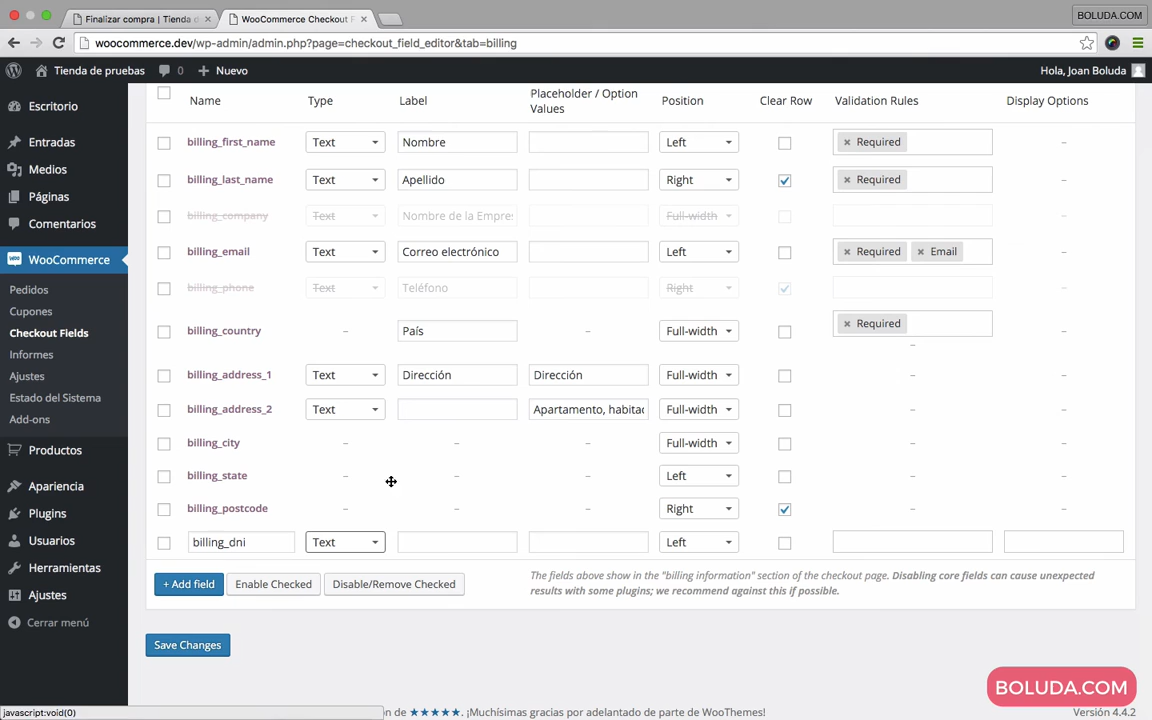 Finalizar compra | Tienda d
WooCommerce Checkout F
BOLUDA.COM
woocommerce.dev/wp-admin/admin.php?page=checkout_field_editor&tab=billing
Tienda de pruebas
0
Nuevo
Hola, Joan Boluda
Escritorio
Entradas
Medios
Páginas
Comentarios
WooCommerce
Pedidos
Cupones
Checkout Fields
Informes
Ajustes
Estado del Sistema
Add-ons
Productos
Apariencia
Plugins
Usuarios
Herramientas
Ajustes
Cerrar menú
Name Type Label Placeholder / Option Values Position Clear Row Validation Rules Display Options
billing_first_name Text Nombre Left × Required –
billing_last_name Text Apellido Right × Required –
billing_company Text Nombre de la Empres Full-width –
billing_email Text Correo electrónico Left × Required × Email –
billing_phone Text Teléfono Right –
billing_country – País – Full-width × Required – –
billing_address_1 Text Dirección Dirección Full-width – –
billing_address_2 Text Apartamento, habitac Full-width – –
billing_city – – – Full-width – –
billing_state – – – Left – –
billing_postcode – – – Right – –
billing_dni Text Left
+ Add field Enable Checked Disable/Remove Checked
The fields above show in the "billing information" section of the checkout page. Disabling core fields can cause unexpected
results with some plugins; we recommend against this if possible.
Save Changes
BOLUDA.COM
javascript:void(0)
de ★★★★★. ¡Muchísimas gracias por adelantado de parte de WooThemes!
Versión 4.4.2